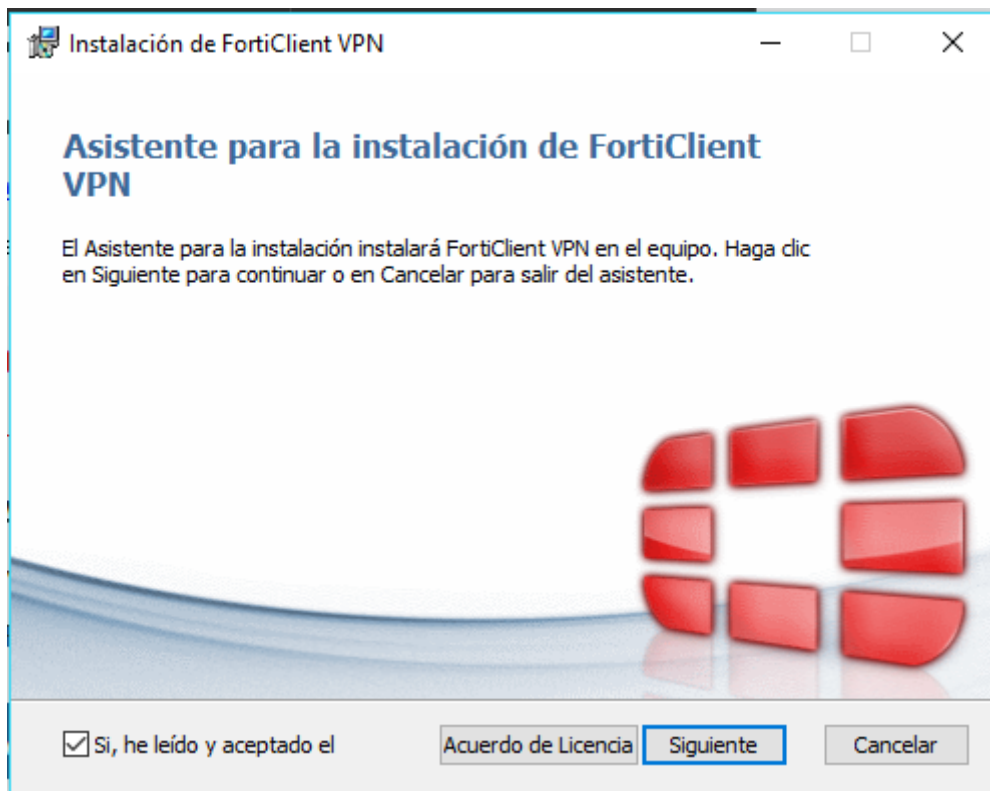 Instalación de FortiClient VPN
Asistente para la instalación de FortiClient
VPN
El Asistente para la instalación instalará FortiClient VPN en el equipo. Haga clic
en Siguiente para continuar o en Cancelar para salir del asistente.
Si, he leído y aceptado el
Acuerdo de Licencia
Siguiente
Cancelar